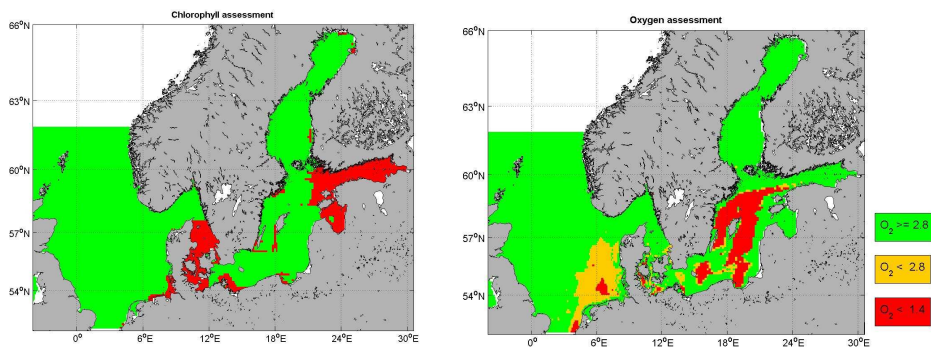 Chlorophyll assessment
66°N
63°N
60°N
57°N
54°N
0° 6°E 12°E 18°E 24°E 30°E
Oxygen assessment
66°N
63°N
60°N
57°N
54°N
0° 6°E 12°E 18°E 24°E 30°E
O₂ >= 2.8
O₂ < 2.8
O₂ < 1.4